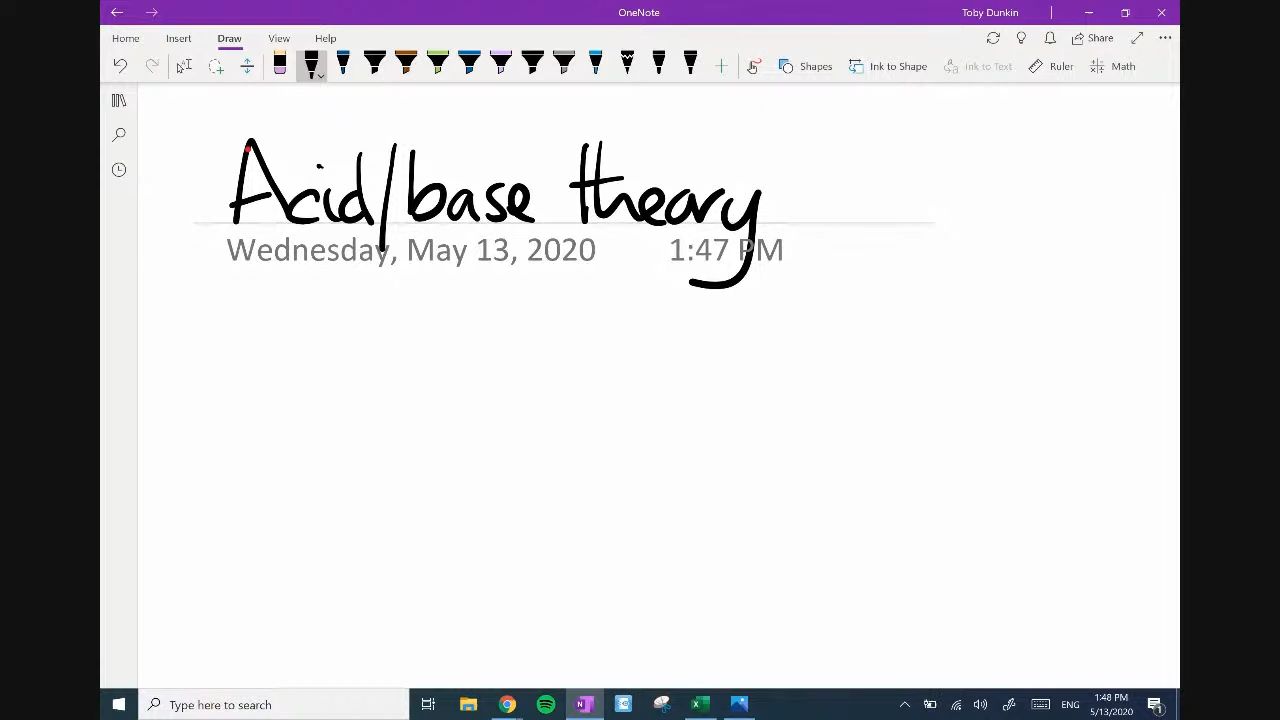 OneNote
Toby Dunkin
Home Insert Draw View Help
Share
Shapes Ink to Shape Ink to Text Ruler Math
Acid/base theory
Wednesday, May 13, 2020 1:47 PM
Type here to search
N
ENG
1:48 PM
5/13/2020
1